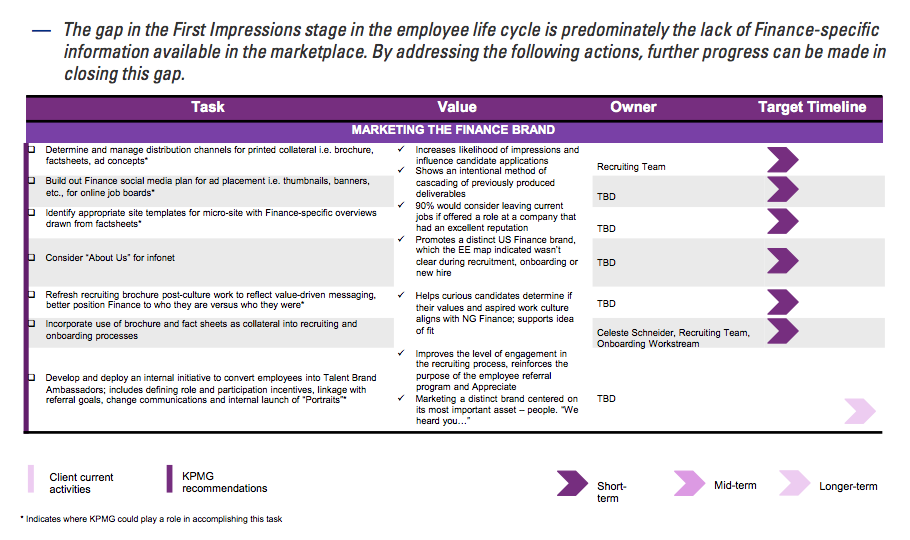 — The gap in the First Impressions stage in the employee life cycle is predominately the lack of Finance-specific
information available in the marketplace. By addressing the following actions, further progress can be made in
closing this gap.
Task Value Owner Target Timeline
MARKETING THE FINANCE BRAND
❑ Determine and manage distribution channels for printed collateral i.e. brochure,
factsheets, ad concepts*
✓ Increases likelihood of impressions and
influence candidate applications
Recruiting Team
❑ Build out Finance social media plan for ad placement i.e. thumbnails, banners,
etc., for online job boards*
✓ Shows an intentional method of
cascading of previously produced
deliverables
TBD
❑ Identify appropriate site templates for micro-site with Finance-specific overviews
drawn from factsheets*
✓ 90% would consider leaving current
jobs if offered a role at a company that
had an excellent reputation
TBD
❑ Consider “About Us” for infonet
✓ Promotes a distinct US Finance brand,
which the EE map indicated wasn’t
clear during recruitment, onboarding or
new hire
TBD
❑ Refresh recruiting brochure post-culture work to reflect value-driven messaging,
better position Finance to who they are versus who they were*
✓ Helps curious candidates determine if
their values and aspired work culture
aligns with NG Finance; supports idea
of fit
TBD
❑ Incorporate use of brochure and fact sheets as collateral into recruiting and
onboarding processes
Celeste Schneider, Recruiting Team,
Onboarding Workstream
❑ Develop and deploy an internal initiative to convert employees into Talent Brand
Ambassadors; includes defining role and participation incentives, linkage with
referral goals, change communications and internal launch of “Portraits”*
✓ Improves the level of engagement in
the recruiting process, reinforces the
purpose of the employee referral
program and Appreciate
✓ Marketing a distinct brand centered on
its most important asset – people. “We
heard you…”
TBD
Client current
activities
KPMG
recommendations
Short-
term
Mid-term
Longer-term
* Indicates where KPMG could play a role in accomplishing this task